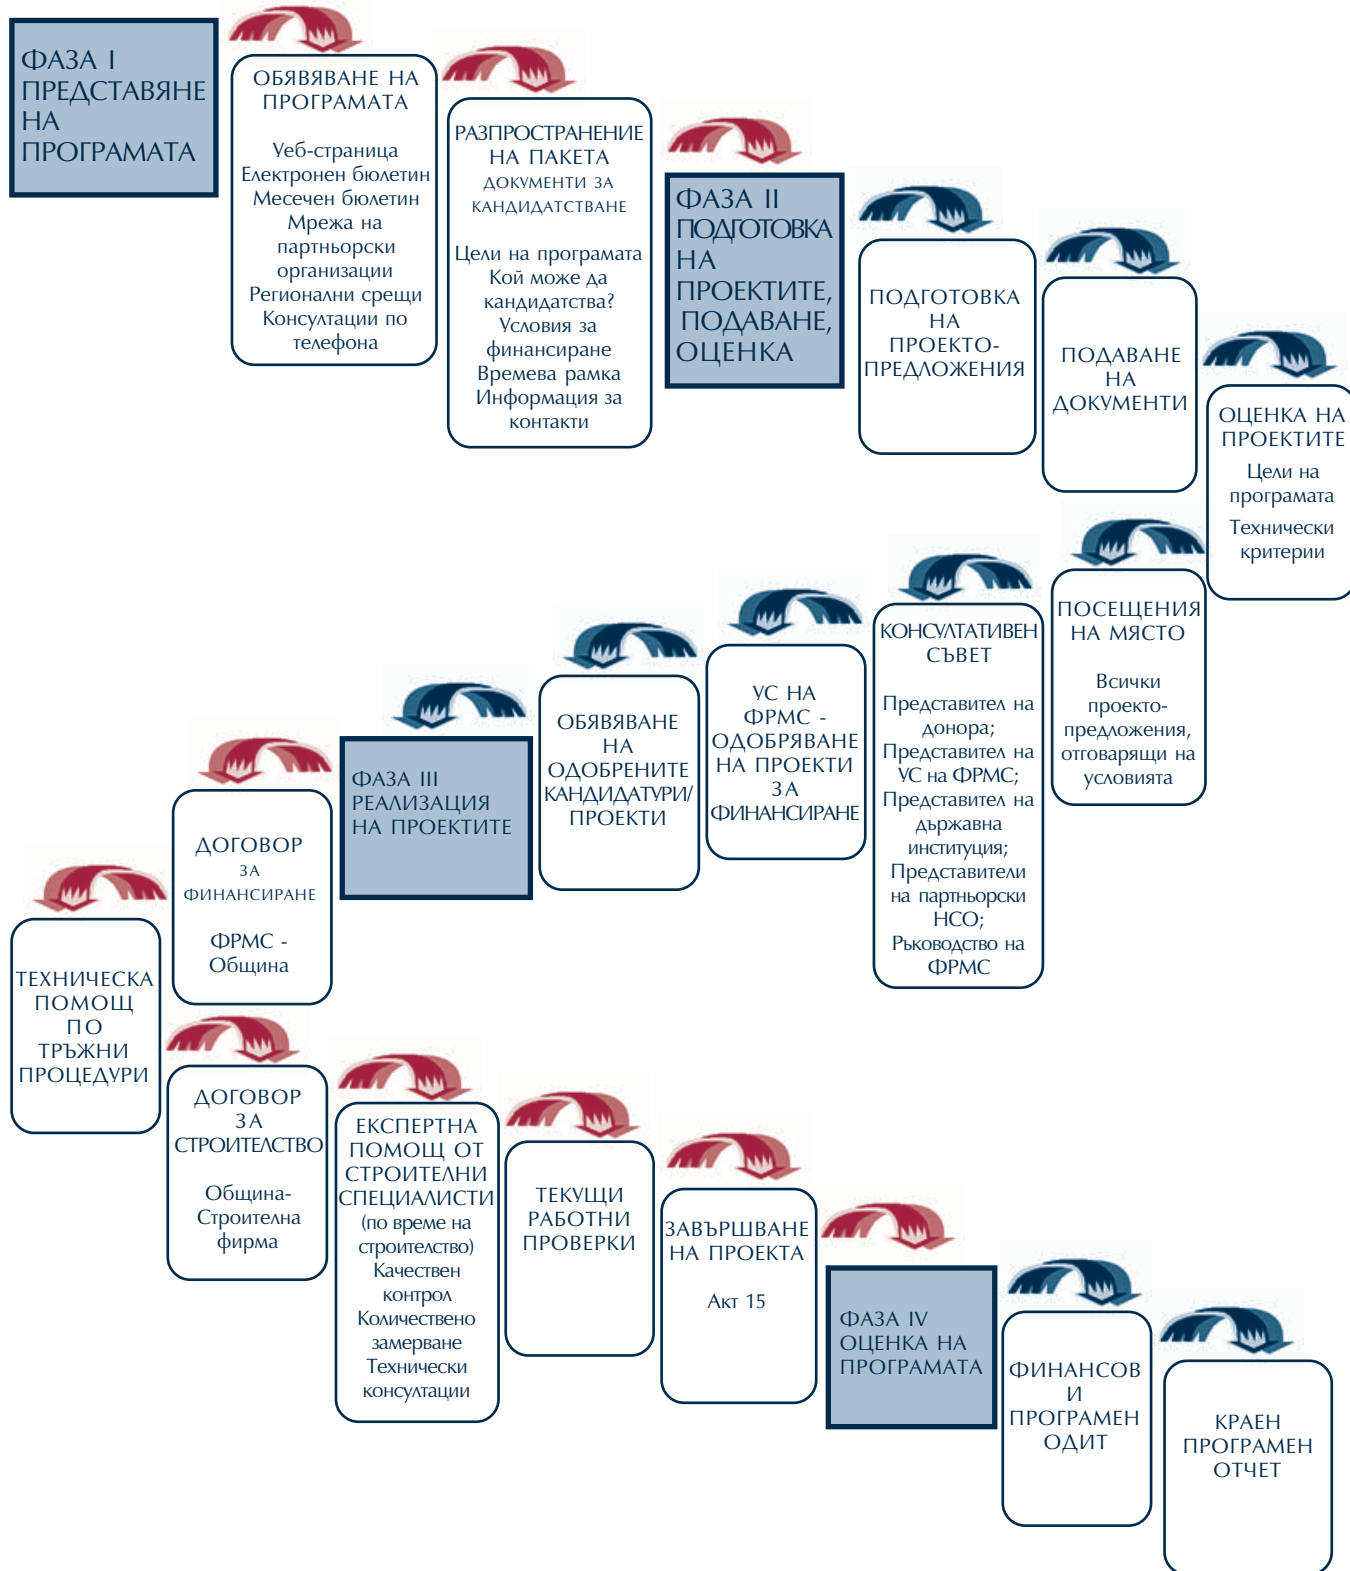 ФАЗА I
ПРЕДСТАВЯНЕ
НА
ПРОГРАМАТА
ОБЯВЯВАНЕ НА
ПРОГРАМАТА
Уеб-страница
Електронен бюлетин
Месечен бюлетин
Мрежа на
партньорски
организации
Регионални срещи
Консултации по
телефона
РАЗПРОСТРАНЕНИЕ
НА ПАКЕТА
ДОКУМЕНТИ ЗА
КАНДИДАТСТВАНЕ
Цели на програмата
Кой може да
кандидатства?
Условия за
финансиране
Времева рамка
Информация за
контакти
ФАЗА II
ПОДГОТОВКА
НА
ПРОЕКТИТЕ,
ПОДАВАНЕ,
ОЦЕНКА
ПОДГОТОВКА
НА
ПРОЕКТО-
ПРЕДЛОЖЕНИЯ
ПОДАВАНЕ
НА
ДОКУМЕНТИ
ОЦЕНКА НА
ПРОЕКТИТЕ
Цели на
програмата
Технически
критерии
ПОСЕЩЕНИЯ
НА МЯСТО
Всички
проекто-
предложения,
отговарящи на
условията
КОНСУЛТАТИВЕН
СЪВЕТ
Представител на
донора;
Представител на
УС на ФРМС;
Представител на
държавна
институция;
Представители
на партньорски
НСО;
Ръководство на
ФРМС
УС НА
ФРМС -
ОДОБРЯВАНЕ
НА ПРОЕКТИ
ЗА
ФИНАНСИРАНЕ
ОБЯВЯВАНЕ
НА
ОДОБРЕНИТЕ
КАНДИДАТУРИ/
ПРОЕКТИ
ФАЗА III
РЕАЛИЗАЦИЯ
НА ПРОЕКТИТЕ
ДОГОВОР
ЗА
ФИНАНСИРАНЕ
ФРМС -
Община
ТЕХНИЧЕСКА
ПОМОЩ
ПО
ТРЪЖНИ
ПРОЦЕДУРИ
ДОГОВОР
ЗА
СТРОИТЕЛСТВО
Община-
Строителна
фирма
ЕКСПЕРТНА
ПОМОЩ ОТ
СТРОИТЕЛНИ
СПЕЦИАЛИСТИ
(по време на
строителство)
Качествен
контрол
Количествено
замерване
Технически
консултации
ТЕКУЩИ
РАБОТНИ
ПРОВЕРКИ
ЗАВЪРШВАНЕ
НА ПРОЕКТА
Акт 15
ФАЗА IV
ОЦЕНКА НА
ПРОГРАМАТА
ФИНАНСОВ
И
ПРОГРАМЕН
ОДИТ
КРАЕН
ПРОГРАМЕН
ОТЧЕТ